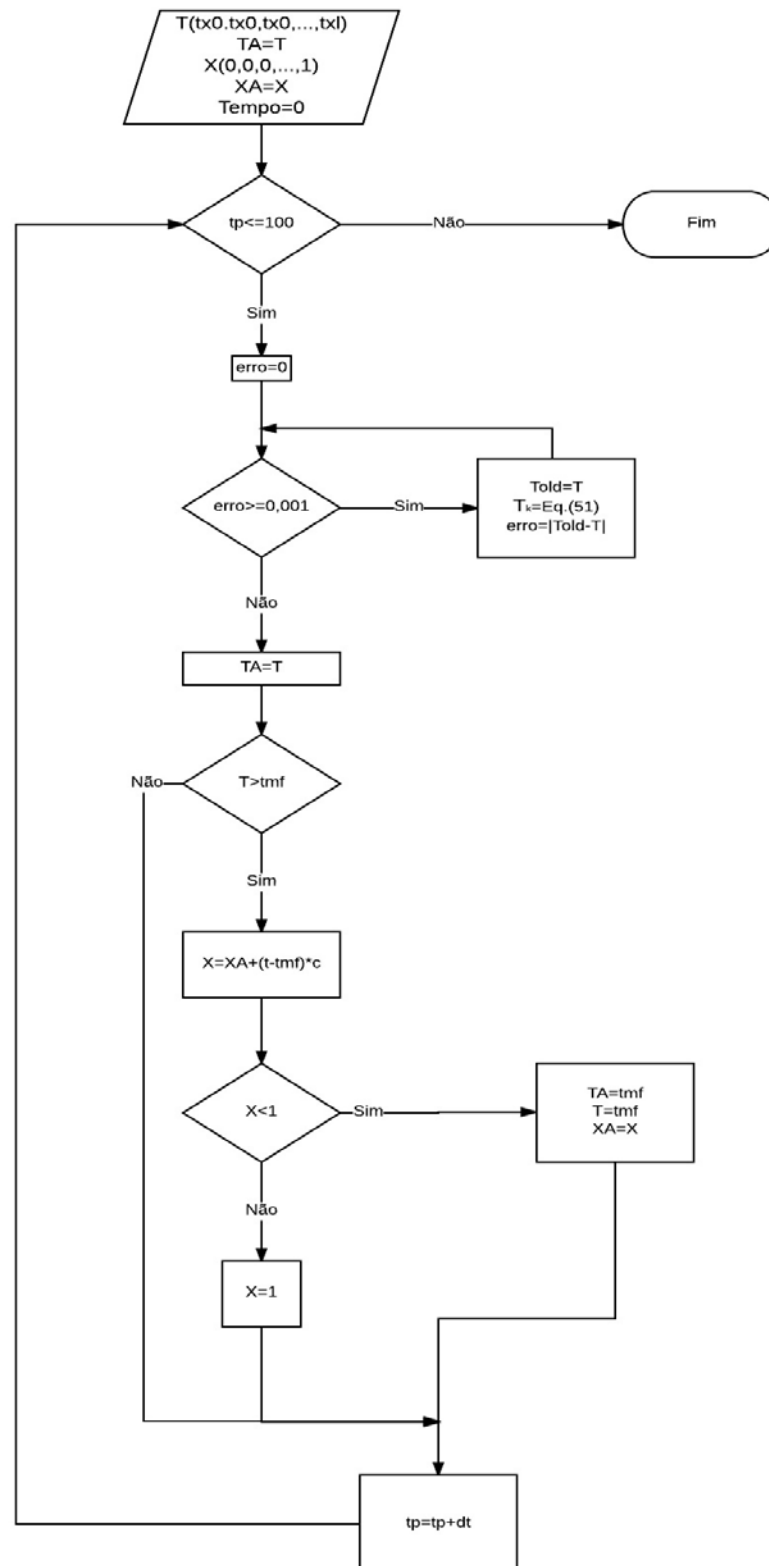 T(tx0.tx0,tx0,...,txl)
TA=T
X(0,0,0,...,1)
XA=X
Tempo=0
tp<=100
Não
Fim
Sim
erro=0
erro>=0,001
Sim
Told=T
Tₖ=Eq.(51)
erro=|Told-T|
Não
TA=T
Não
T>tmf
Sim
X=XA+(t-tmf)*c
X<1
Sim
TA=tmf
T=tmf
XA=X
Não
X=1
tp=tp+dt